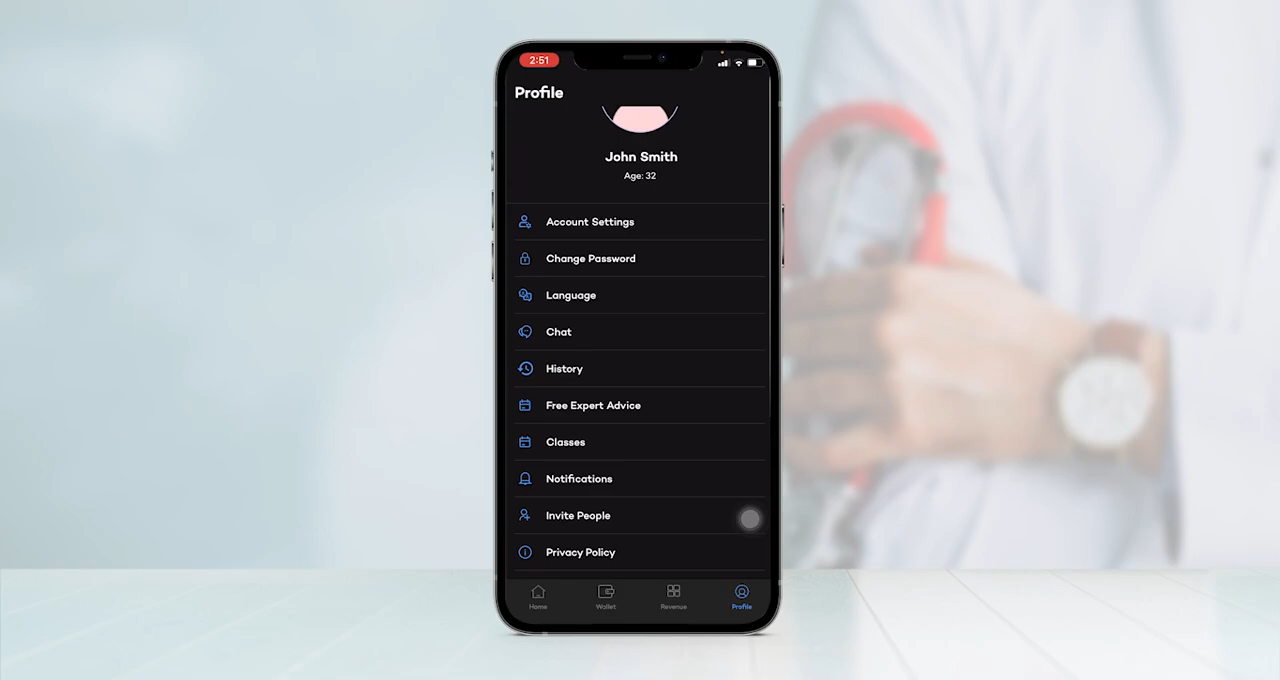 2:51
Profile
John Smith
Age: 32
Account Settings
Change Password
Language
Chat
History
Free Expert Advice
Classes
Notifications
Invite People
Privacy Policy
Home
Wallet
Revenue
Profile